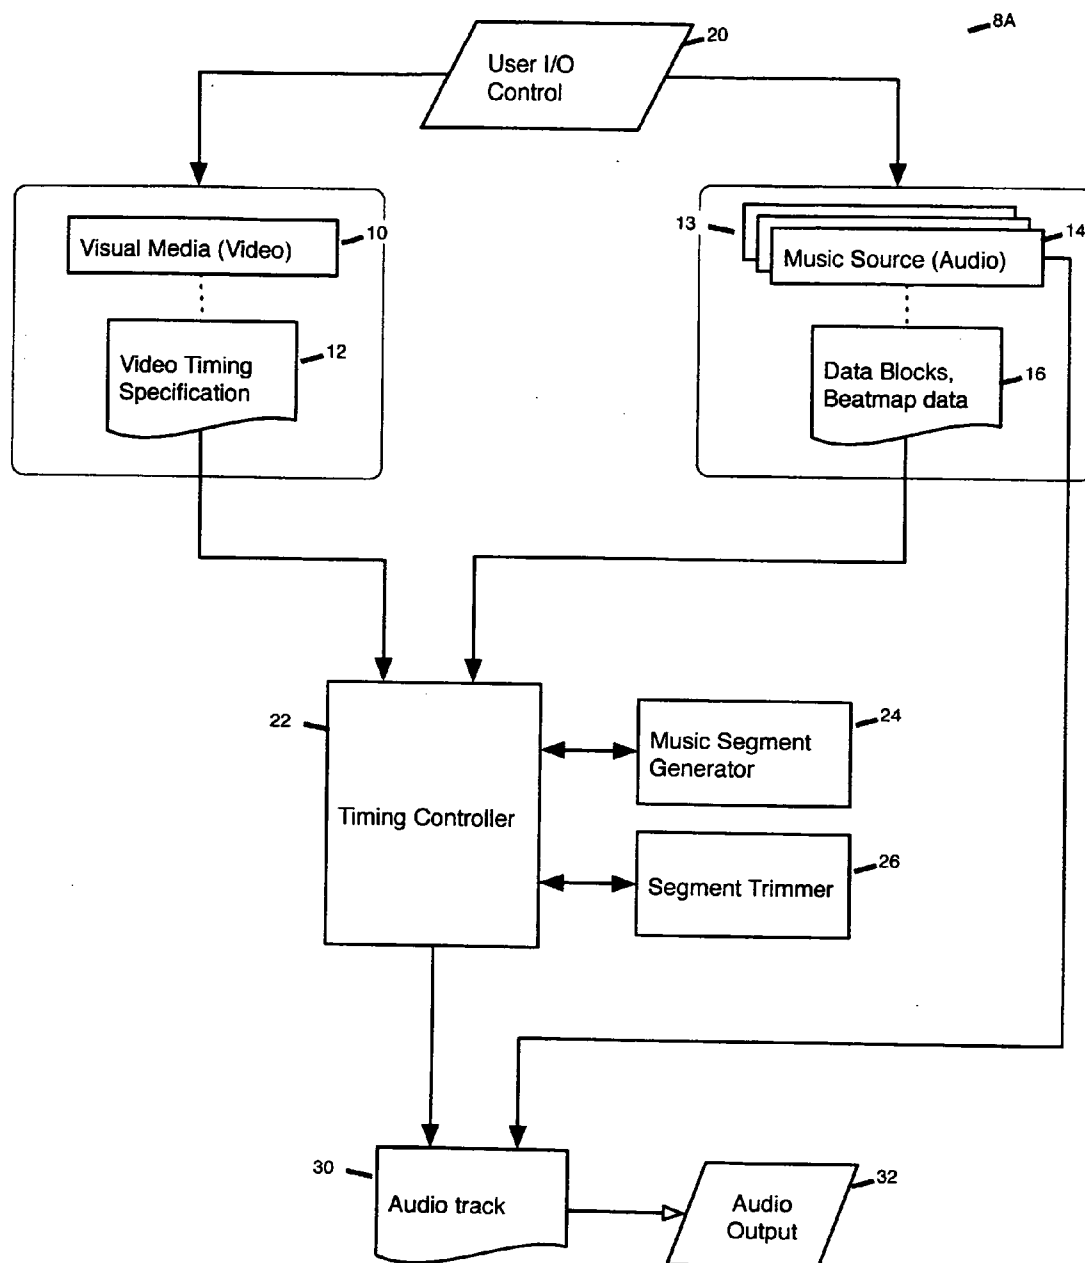 8A
20
User I/O
Control
10
Visual Media (Video)
13
14
Music Source (Audio)
12
Video Timing
Specification
16
Data Blocks,
Beatmap data
22
Timing Controller
24
Music Segment
Generator
26
Segment Trimmer
30
Audio track
32
Audio
Output